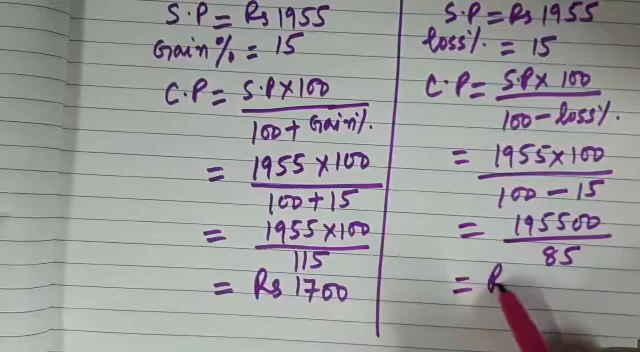 S.P = Rs 1955
Gain% = 15
C.P = S.P × 100
100 + Gain%.
= 1955 × 100
100 + 15
= 1955 × 100
115
= Rs 1700
S.P = Rs 1955
loss% = 15
C.P = S.P × 100
100 - loss%.
= 1955 × 100
100 - 15
= 195500
85
= R